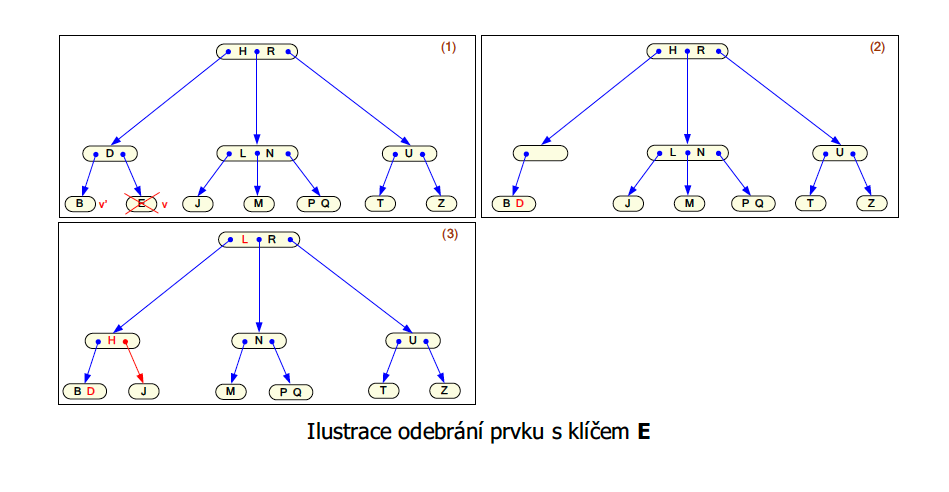 H R (1)
D L N U
B v' E v J M P Q T Z
H R (2)
L N U
B D J M P Q T Z
L R (3)
H N U
B D J M P Q T Z
Ilustrace odebrání prvku s klíčem E